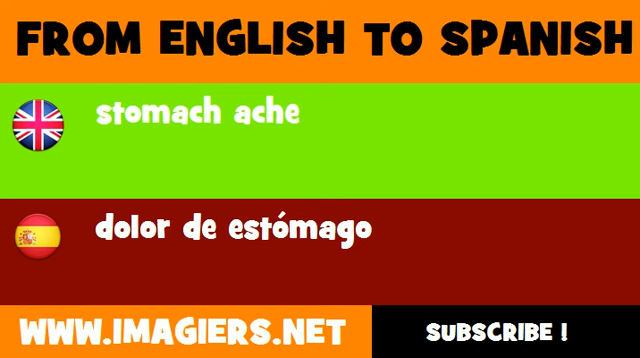 FROM ENGLISH TO SPANISH
stomach ache
dolor de estómago
WWW.IMAGIERS.NET
SUBSCRIBE !